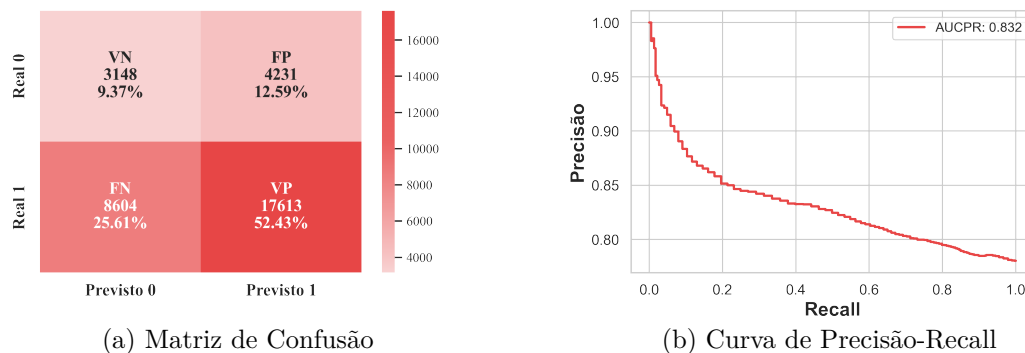 Real 0
Real 1
VN
3148
9.37%
FP
4231
12.59%
FN
8604
25.61%
VP
17613
52.43%
Previsto 0
Previsto 1
16000
14000
12000
10000
8000
6000
4000
(a) Matriz de Confusão
AUCPR: 0.832
Precisão
1.00
0.95
0.90
0.85
0.80
0.0
0.2
0.4
0.6
0.8
1.0
Recall
(b) Curva de Precisão-Recall